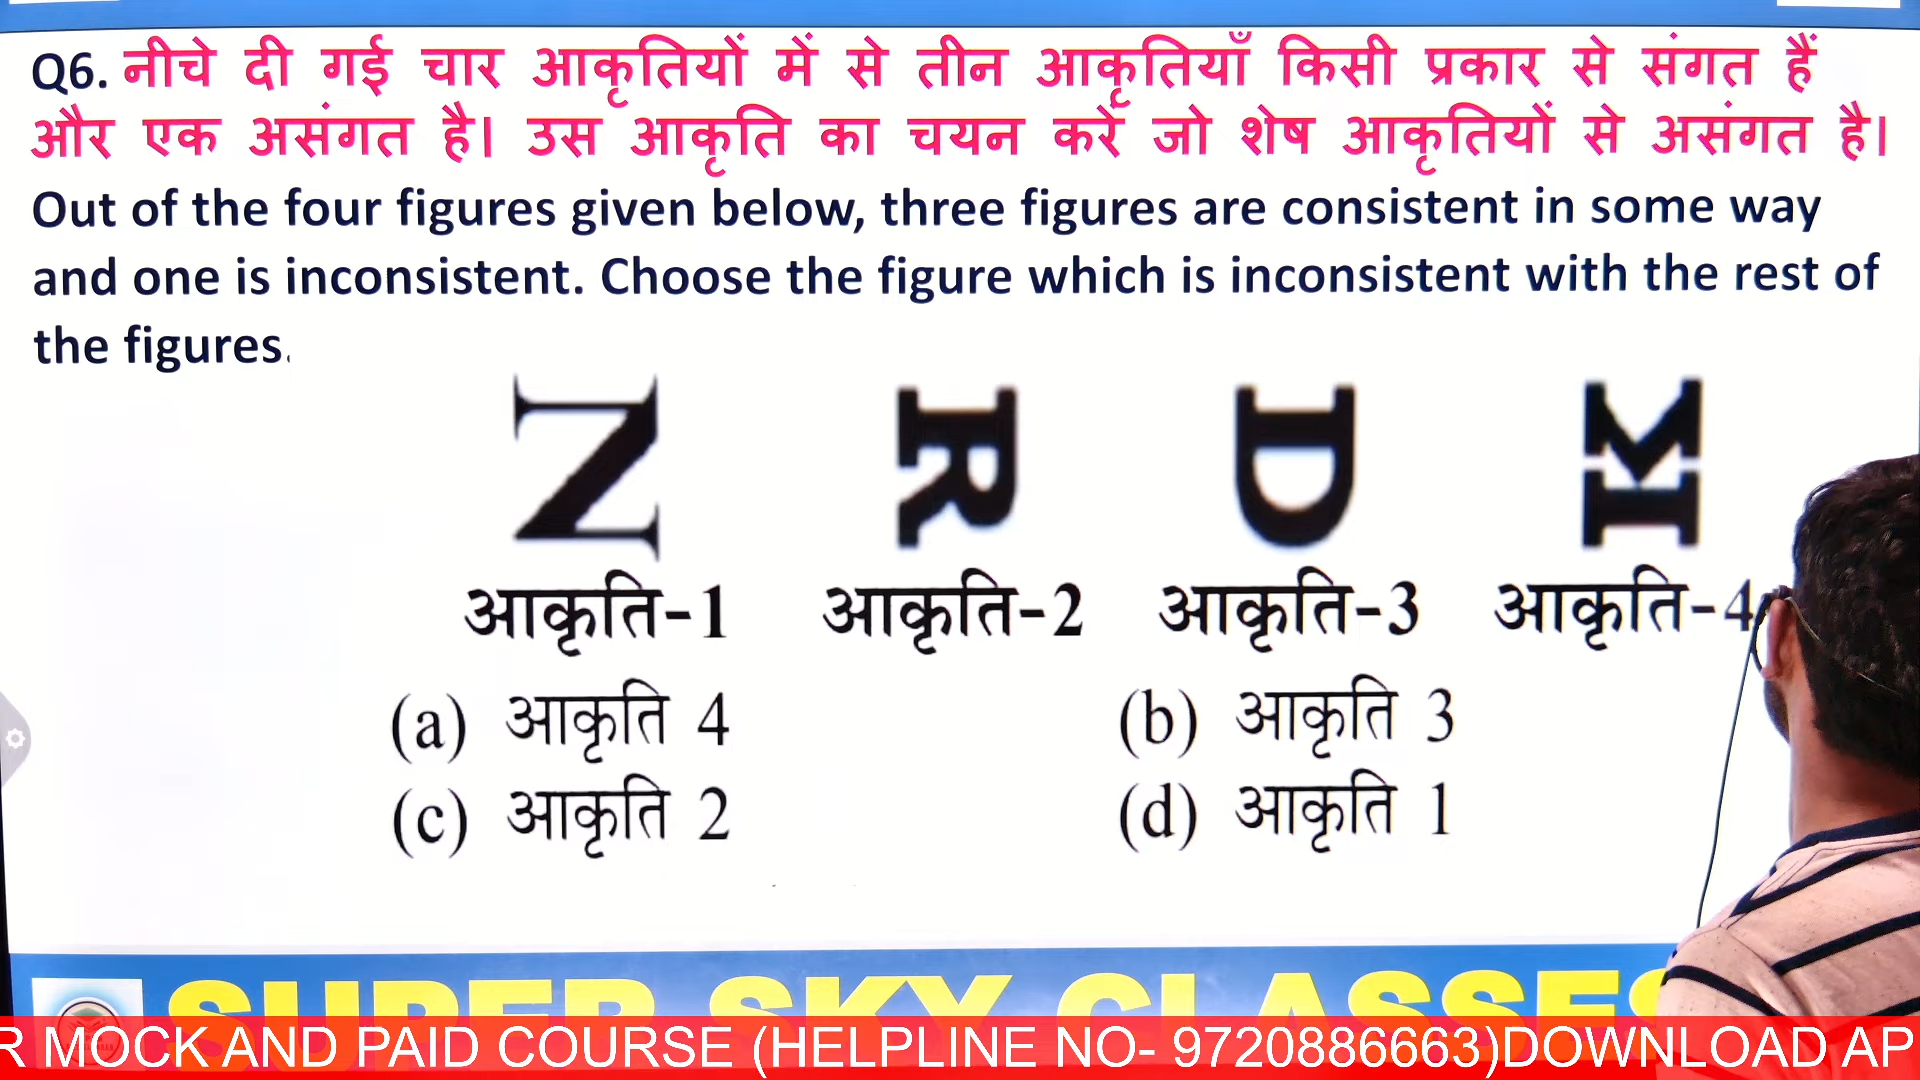 Q6. नीचे दी गई चार आकृतियों में से तीन आकृतियाँ किसी प्रकार से संगत हैं
और एक असंगत है। उस आकृति का चयन करें जो शेष आकृतियों से असंगत है।
Out of the four figures given below, three figures are consistent in some way
and one is inconsistent. Choose the figure which is inconsistent with the rest of
the figures.
N R D M
आकृति-1 आकृति-2 आकृति-3 आकृति-4
(a) आकृति 4 (b) आकृति 3
(c) आकृति 2 (d) आकृति 1
SUPER SKY CLASSES
R MOCK AND PAID COURSE (HELPLINE NO- 9720886663)DOWNLOAD AP